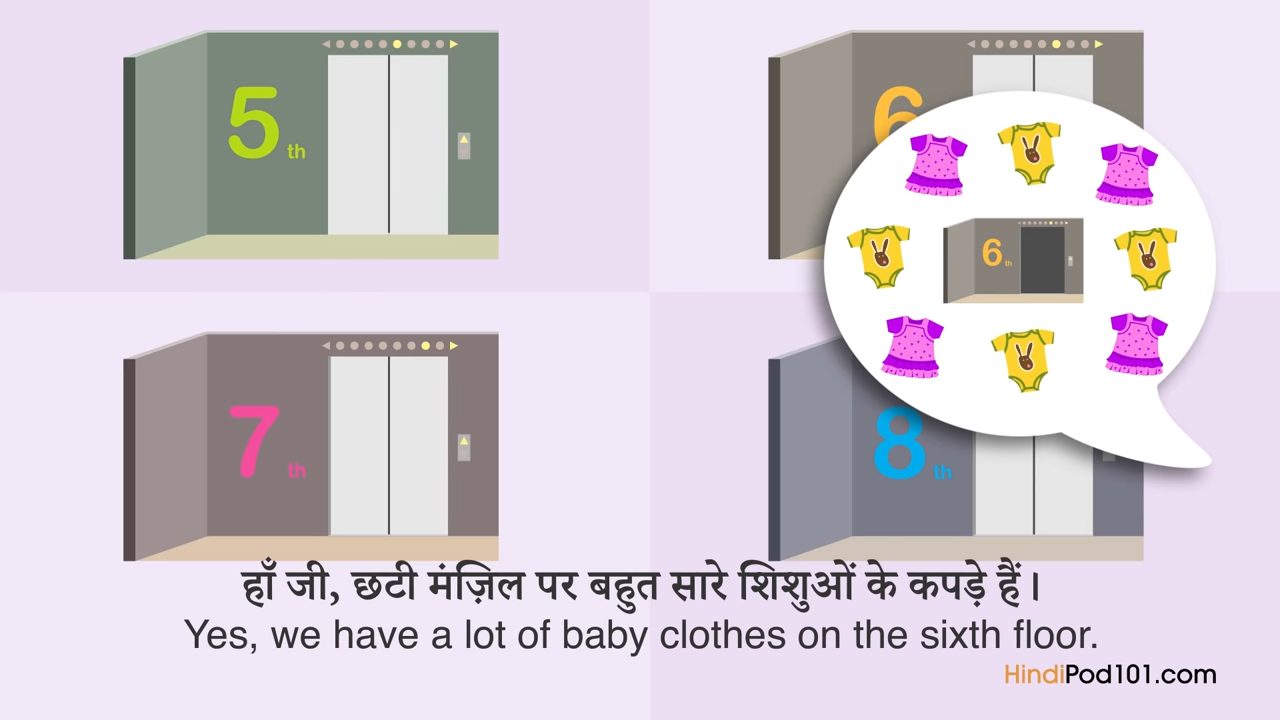 5th
6
6th
7th
8th
हाँ जी, छटी मंज़िल पर बहुत सारे शिशुओं के कपड़े हैं।
Yes, we have a lot of baby clothes on the sixth floor.
HindiPod101.com